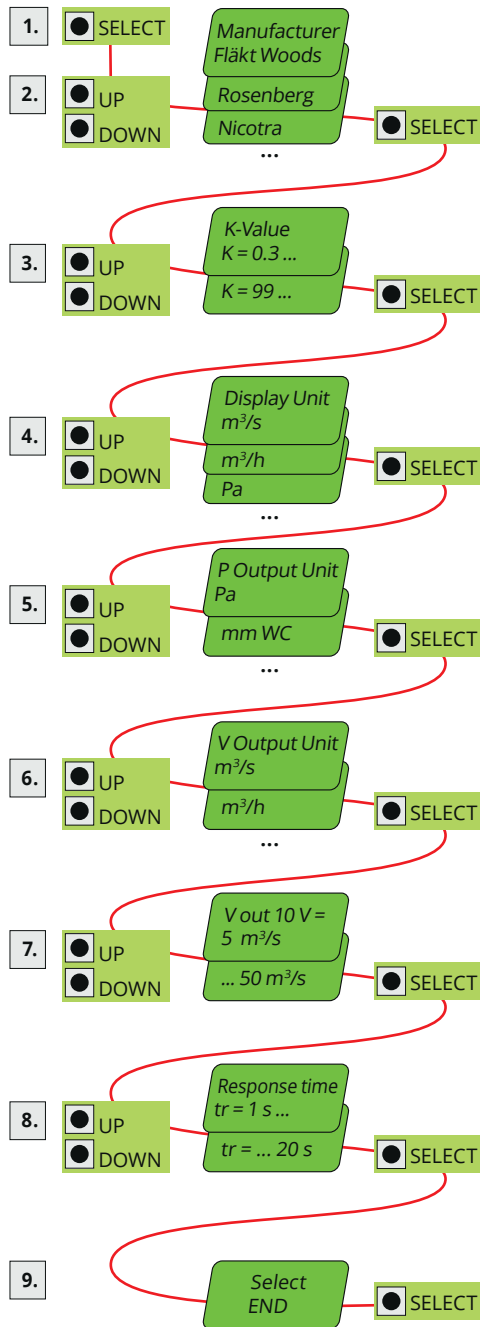 1.
SELECT
Manufacturer
Fläkt Woods
2.
UP
DOWN
Rosenberg
Nicotra
...
SELECT
3.
UP
DOWN
K-Value
K = 0.3 ...
K = 99 ...
SELECT
4.
UP
DOWN
Display Unit
m³/s
m³/h
Pa
...
SELECT
5.
UP
DOWN
P Output Unit
Pa
mm WC
...
SELECT
6.
UP
DOWN
V Output Unit
m³/s
m³/h
...
SELECT
7.
UP
DOWN
V out 10 V =
5 m³/s
... 50 m³/s
SELECT
8.
UP
DOWN
Response time
tr = 1 s ...
tr = ... 20 s
SELECT
9.
Select
END
SELECT